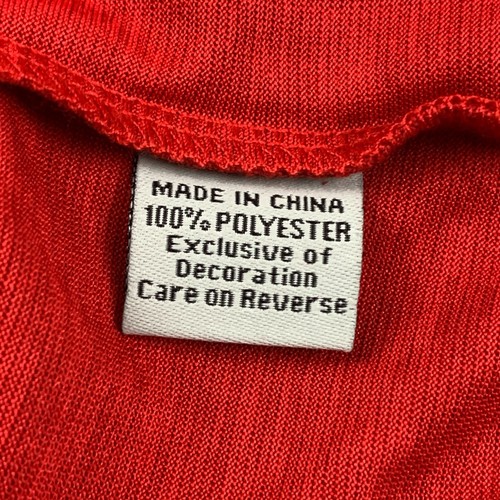 MADE IN CHINA
100% POLYESTER
Exclusive of
Decoration
Care on Reverse